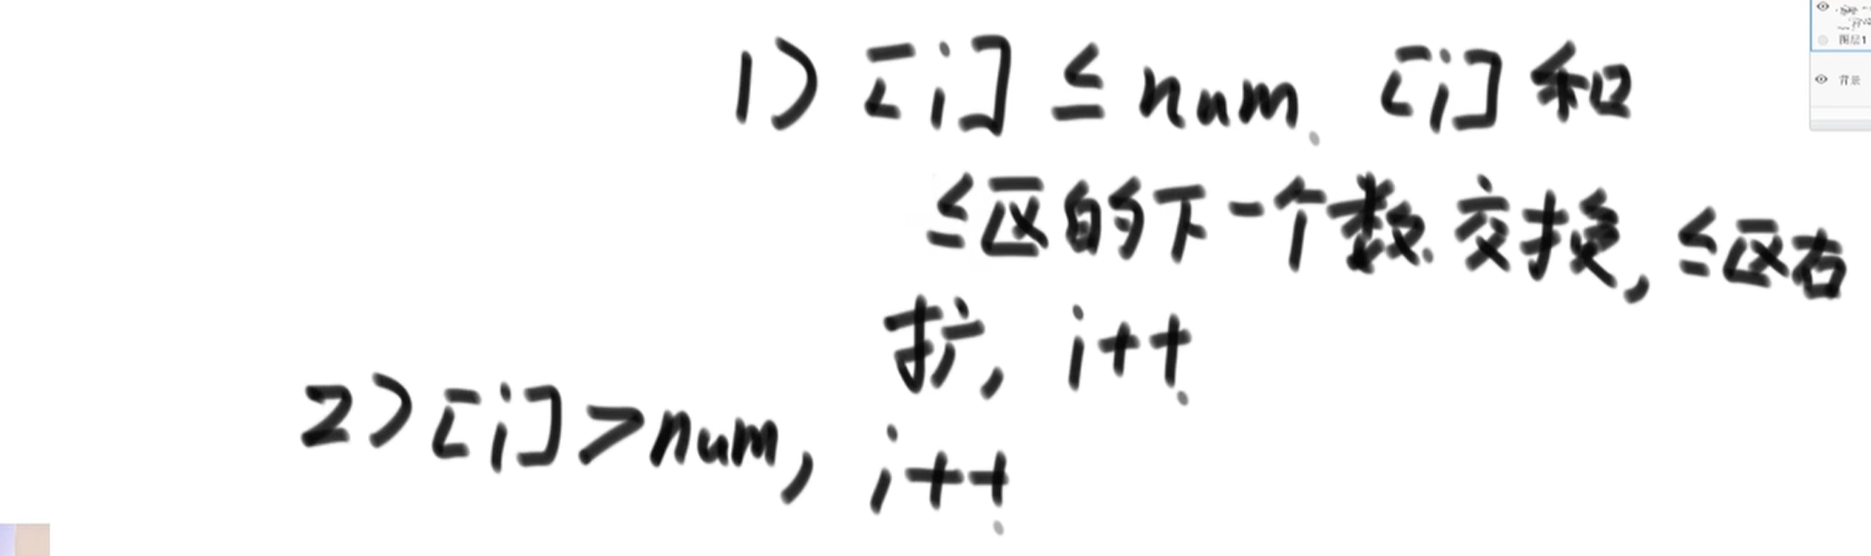 1) [i] ≤ num, [i] 和
≤区的下一个数 交换, ≤区右
扩, i++
2) [i] > num, i++
图层1
背景